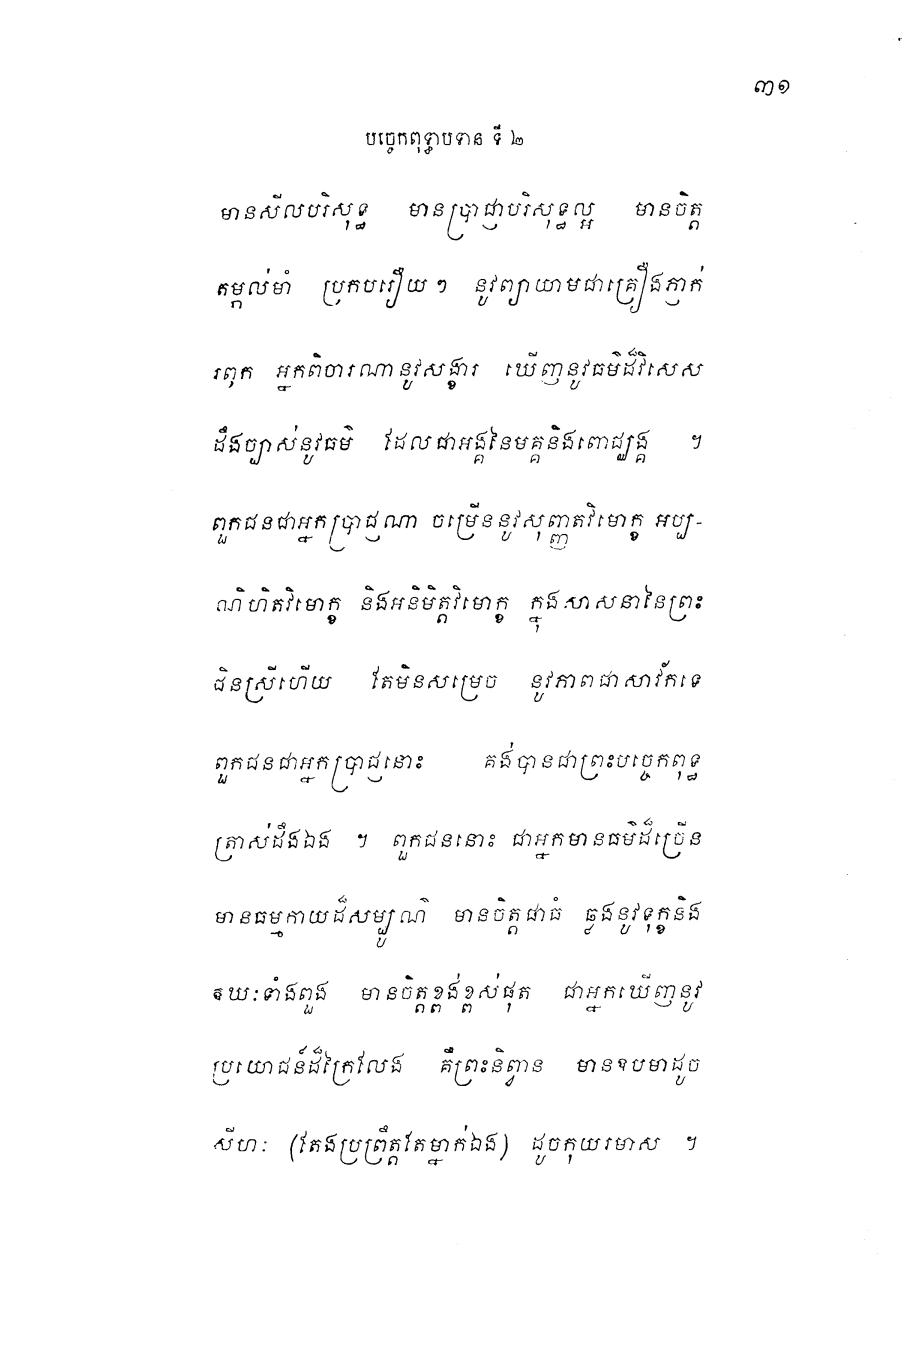 ៣១
បច្ចេកពុទ្ធាបទាន ទី ២
មានសីលបរិសុទ្ធ មានប្រាជ្ញាបរិសុទ្ធល្អ មានចិត្ត
តម្កល់មាំ ប្រកបរឿយ ៗ នូវព្យាយាមជាគ្រឿងភ្ញាក់
រពុក អ្នកពិចារណានូវសង្ខារ ឃើញនូវធម៌ដ៏វិសេស
ដឹងច្បាស់នូវធម៌ ដែលជាអង្គនៃមគ្គនិងពោជ្ឈង្គ ។
ពួកជនជាអ្នកប្រាជ្ញណា ចម្រើននូវសុញ្ញតវិមោក្ខ អប្ប-
ណិហិតវិមោក្ខ និងអនិមិត្តវិមោក្ខ ក្នុងសាសនានៃព្រះ
ជិនស្រីហើយ តែមិនសម្រេច នូវភាពជាសាវ័កទេ
ពួកជនជាអ្នកប្រាជ្ញនោះ គង់បានជាព្រះបច្ចេកពុទ្ធ
ត្រាស់ដឹងឯង ។ ពួកជននោះ ជាអ្នកមានធម៌ដ៏ច្រើន
មានធម្មកាយដ៏សម្បូណ៌ មានចិត្តជាធំ ឆ្លងនូវទុក្ខនិង
ឱឃៈទាំងពួង មានចិត្តខ្ពង់ខ្ពស់ផុត ជាអ្នកឃើញនូវ
ប្រយោជន៍ដ៏ក្រៃលែង គឺព្រះនិព្វាន មានឧបមាដូច
សីហៈ (តែងប្រព្រឹត្តតែម្នាក់ឯង) ដូចកុយរមាស ។